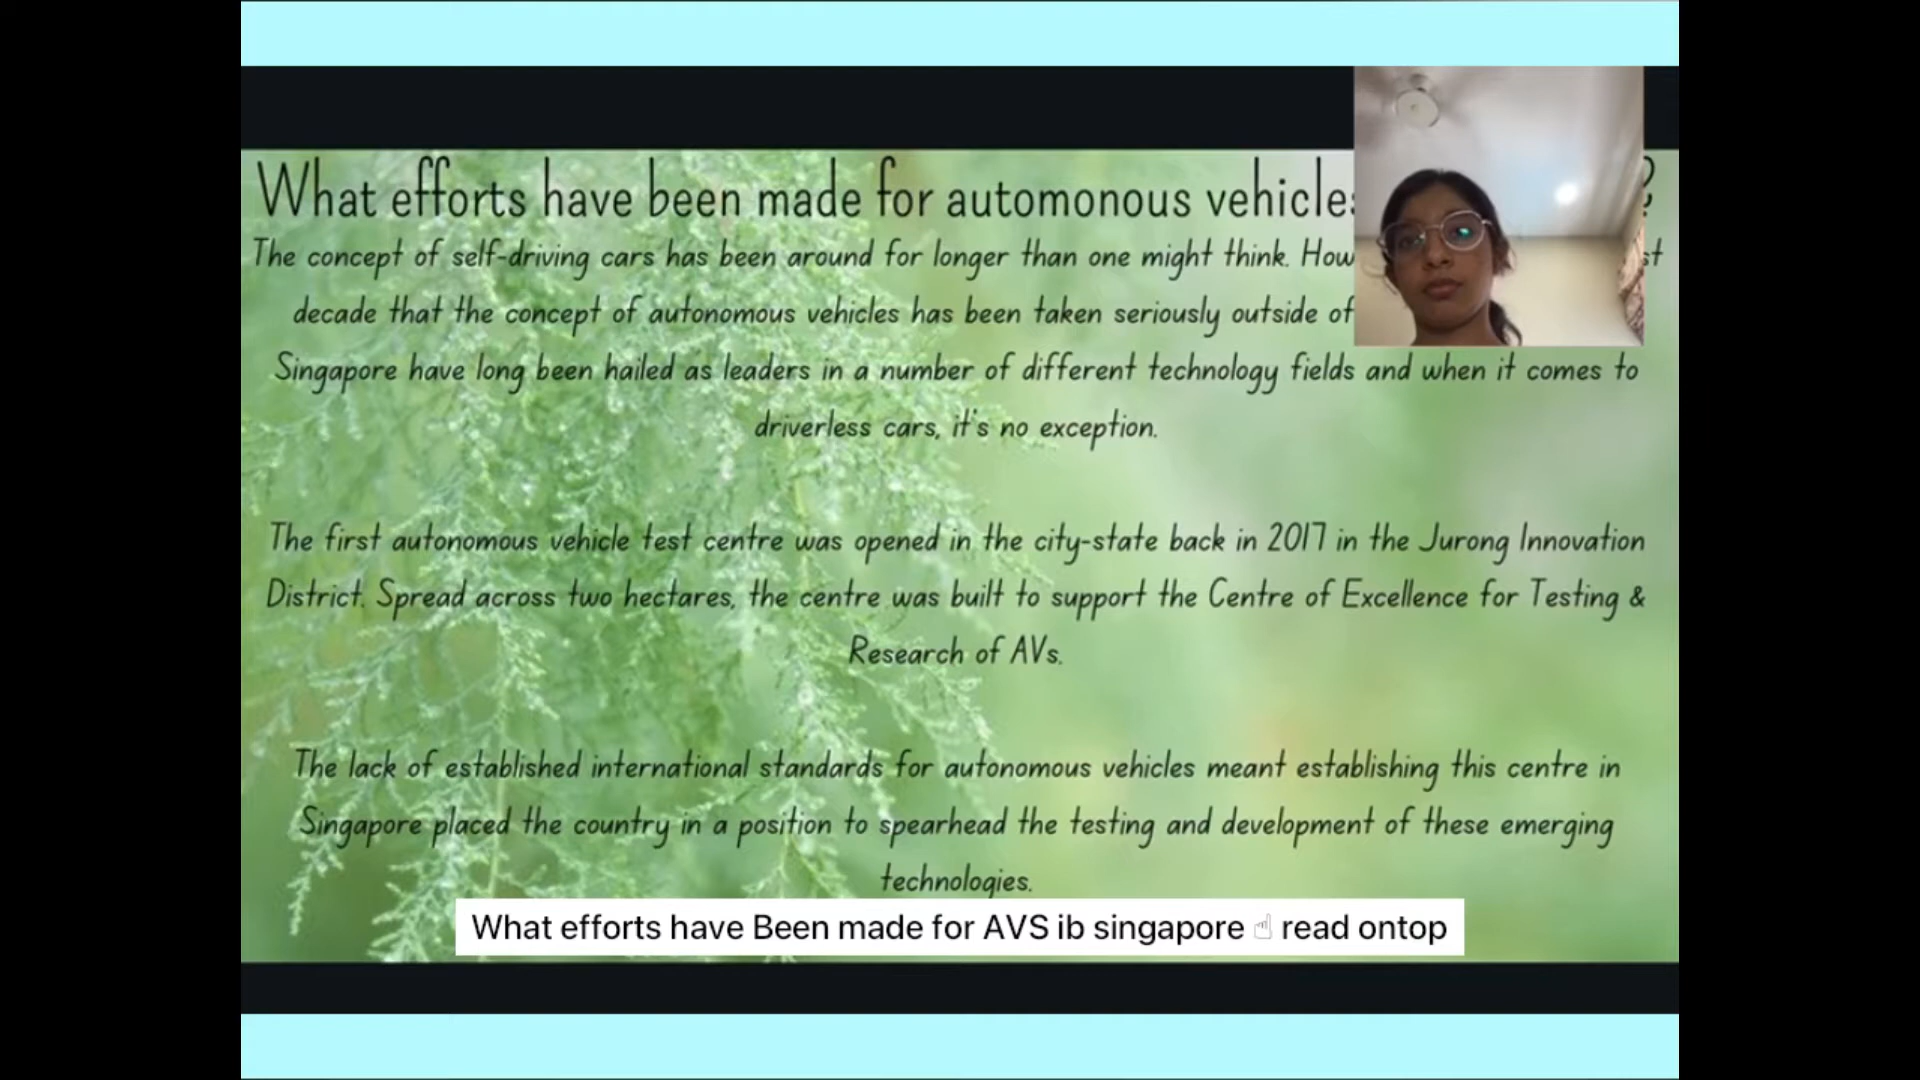 What efforts have been made for automonous vehicles ?
The concept of self-driving cars has been around for longer than one might think. How st
decade that the concept of autonomous vehicles has been taken seriously outside of
Singapore have long been hailed as leaders in a number of different technology fields and when it comes to
driverless cars, it's no exception.
The first autonomous vehicle test centre was opened in the city-state back in 2017 in the Jurong Innovation
District. Spread across two hectares, the centre was built to support the Centre of Excellence for Testing &
Research of AVs.
The lack of established international standards for autonomous vehicles meant establishing this centre in
Singapore placed the country in a position to spearhead the testing and development of these emerging
technologies.
What efforts have Been made for AVS ib singapore ☝ read ontop